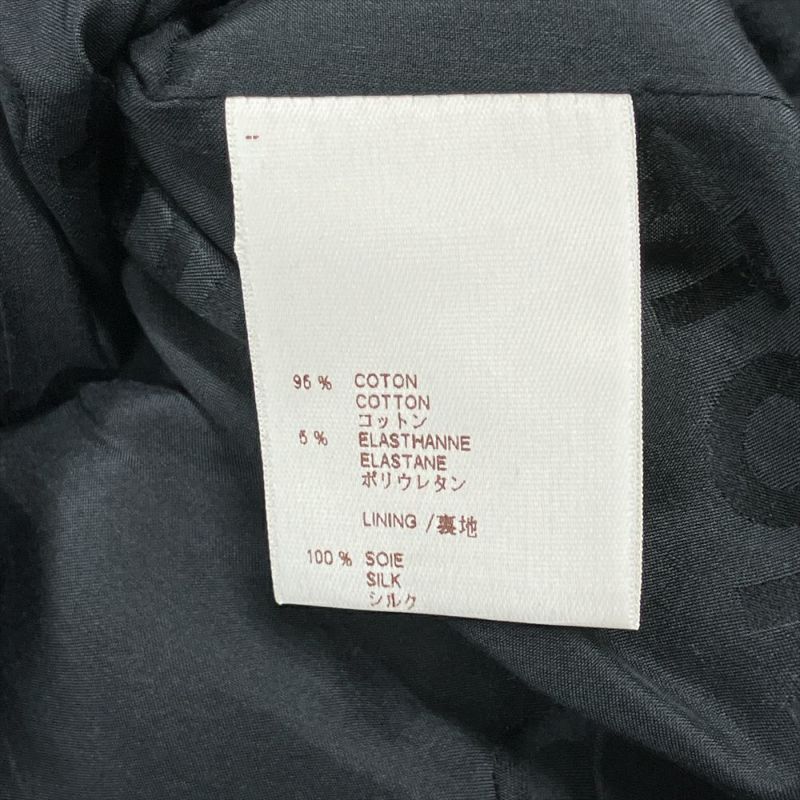 95 % COTON
COTTON
コットン
5 % ELASTHANNE
ELASTANE
ポリウレタン
LINING /裏地
100 % SOIE
SILK
シルク